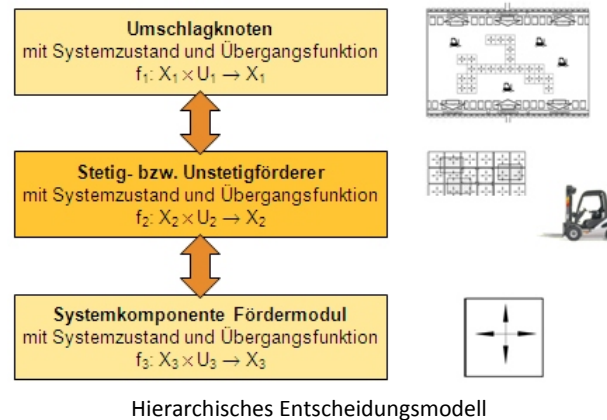 Umschlagknoten
mit Systemzustand und Übergangsfunktion
f₁: X₁ × U₁ → X₁
Stetig- bzw. Unstetigförderer
mit Systemzustand und Übergangsfunktion
f₂: X₂ × U₂ → X₂
Systemkomponente Fördermodul
mit Systemzustand und Übergangsfunktion
f₃: X₃ × U₃ → X₃
Hierarchisches Entscheidungsmodell